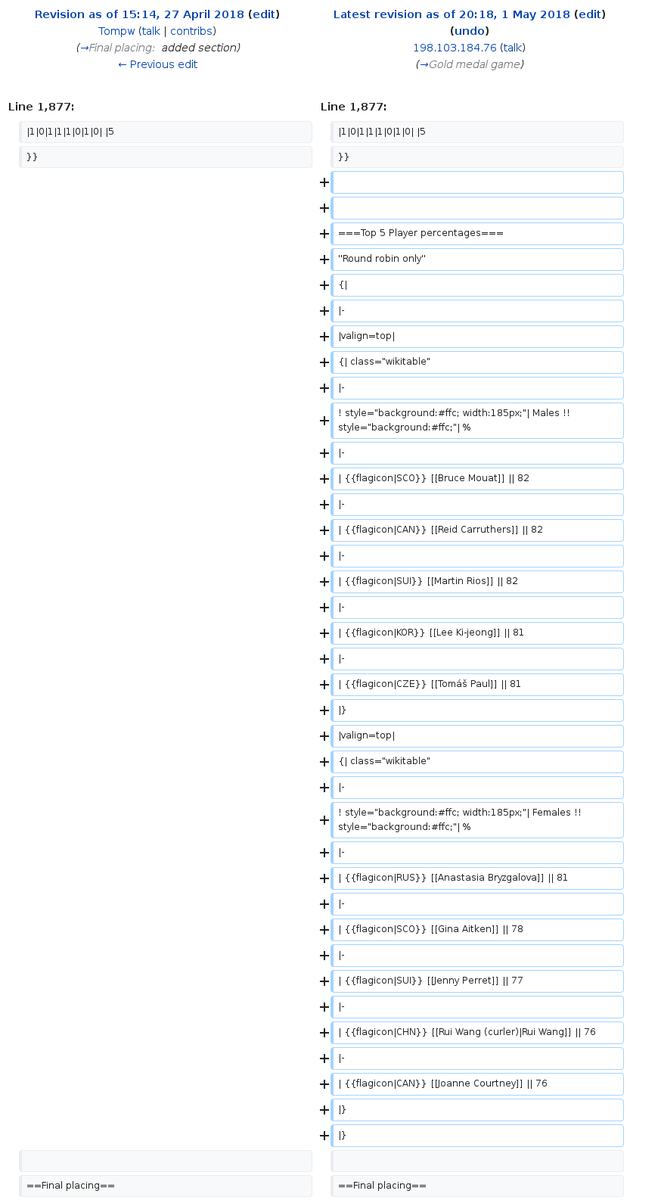 Revision as of 15:14, 27 April 2018 (edit)
Tompw (talk | contribs)
(→Final placing: added section)
← Previous edit
Latest revision as of 20:18, 1 May 2018 (edit)
(undo)
198.103.184.76 (talk)
(→Gold medal game)
Line 1,877:
Line 1,877:
|1|0|1|1|1|0|1|0| |5
|1|0|1|1|1|0|1|0| |5
}}
}}
+
+
+ ===Top 5 Player percentages===
+ ''Round robin only''
+ {|
+ |-
+ |valign=top|
+ {| class="wikitable"
+ |-
+ ! style="background:#ffc; width:185px;"| Males !!
style="background:#ffc;"| %
+ |-
+ | {{flagicon|SCO}} [[Bruce Mouat]] || 82
+ |-
+ | {{flagicon|CAN}} [[Reid Carruthers]] || 82
+ |-
+ | {{flagicon|SUI}} [[Martin Rios]] || 82
+ |-
+ | {{flagicon|KOR}} [[Lee Ki-jeong]] || 81
+ |-
+ | {{flagicon|CZE}} [[Tomáš Paul]] || 81
+ |}
+ |valign=top|
+ {| class="wikitable"
+ |-
+ ! style="background:#ffc; width:185px;"| Females !!
style="background:#ffc;"| %
+ |-
+ | {{flagicon|RUS}} [[Anastasia Bryzgalova]] || 81
+ |-
+ | {{flagicon|SCO}} [[Gina Aitken]] || 78
+ |-
+ | {{flagicon|SUI}} [[Jenny Perret]] || 77
+ |-
+ | {{flagicon|CHN}} [[Rui Wang (curler)|Rui Wang]] || 76
+ |-
+ | {{flagicon|CAN}} [[Joanne Courtney]] || 76
+ |}
+ |}
==Final placing==
==Final placing==